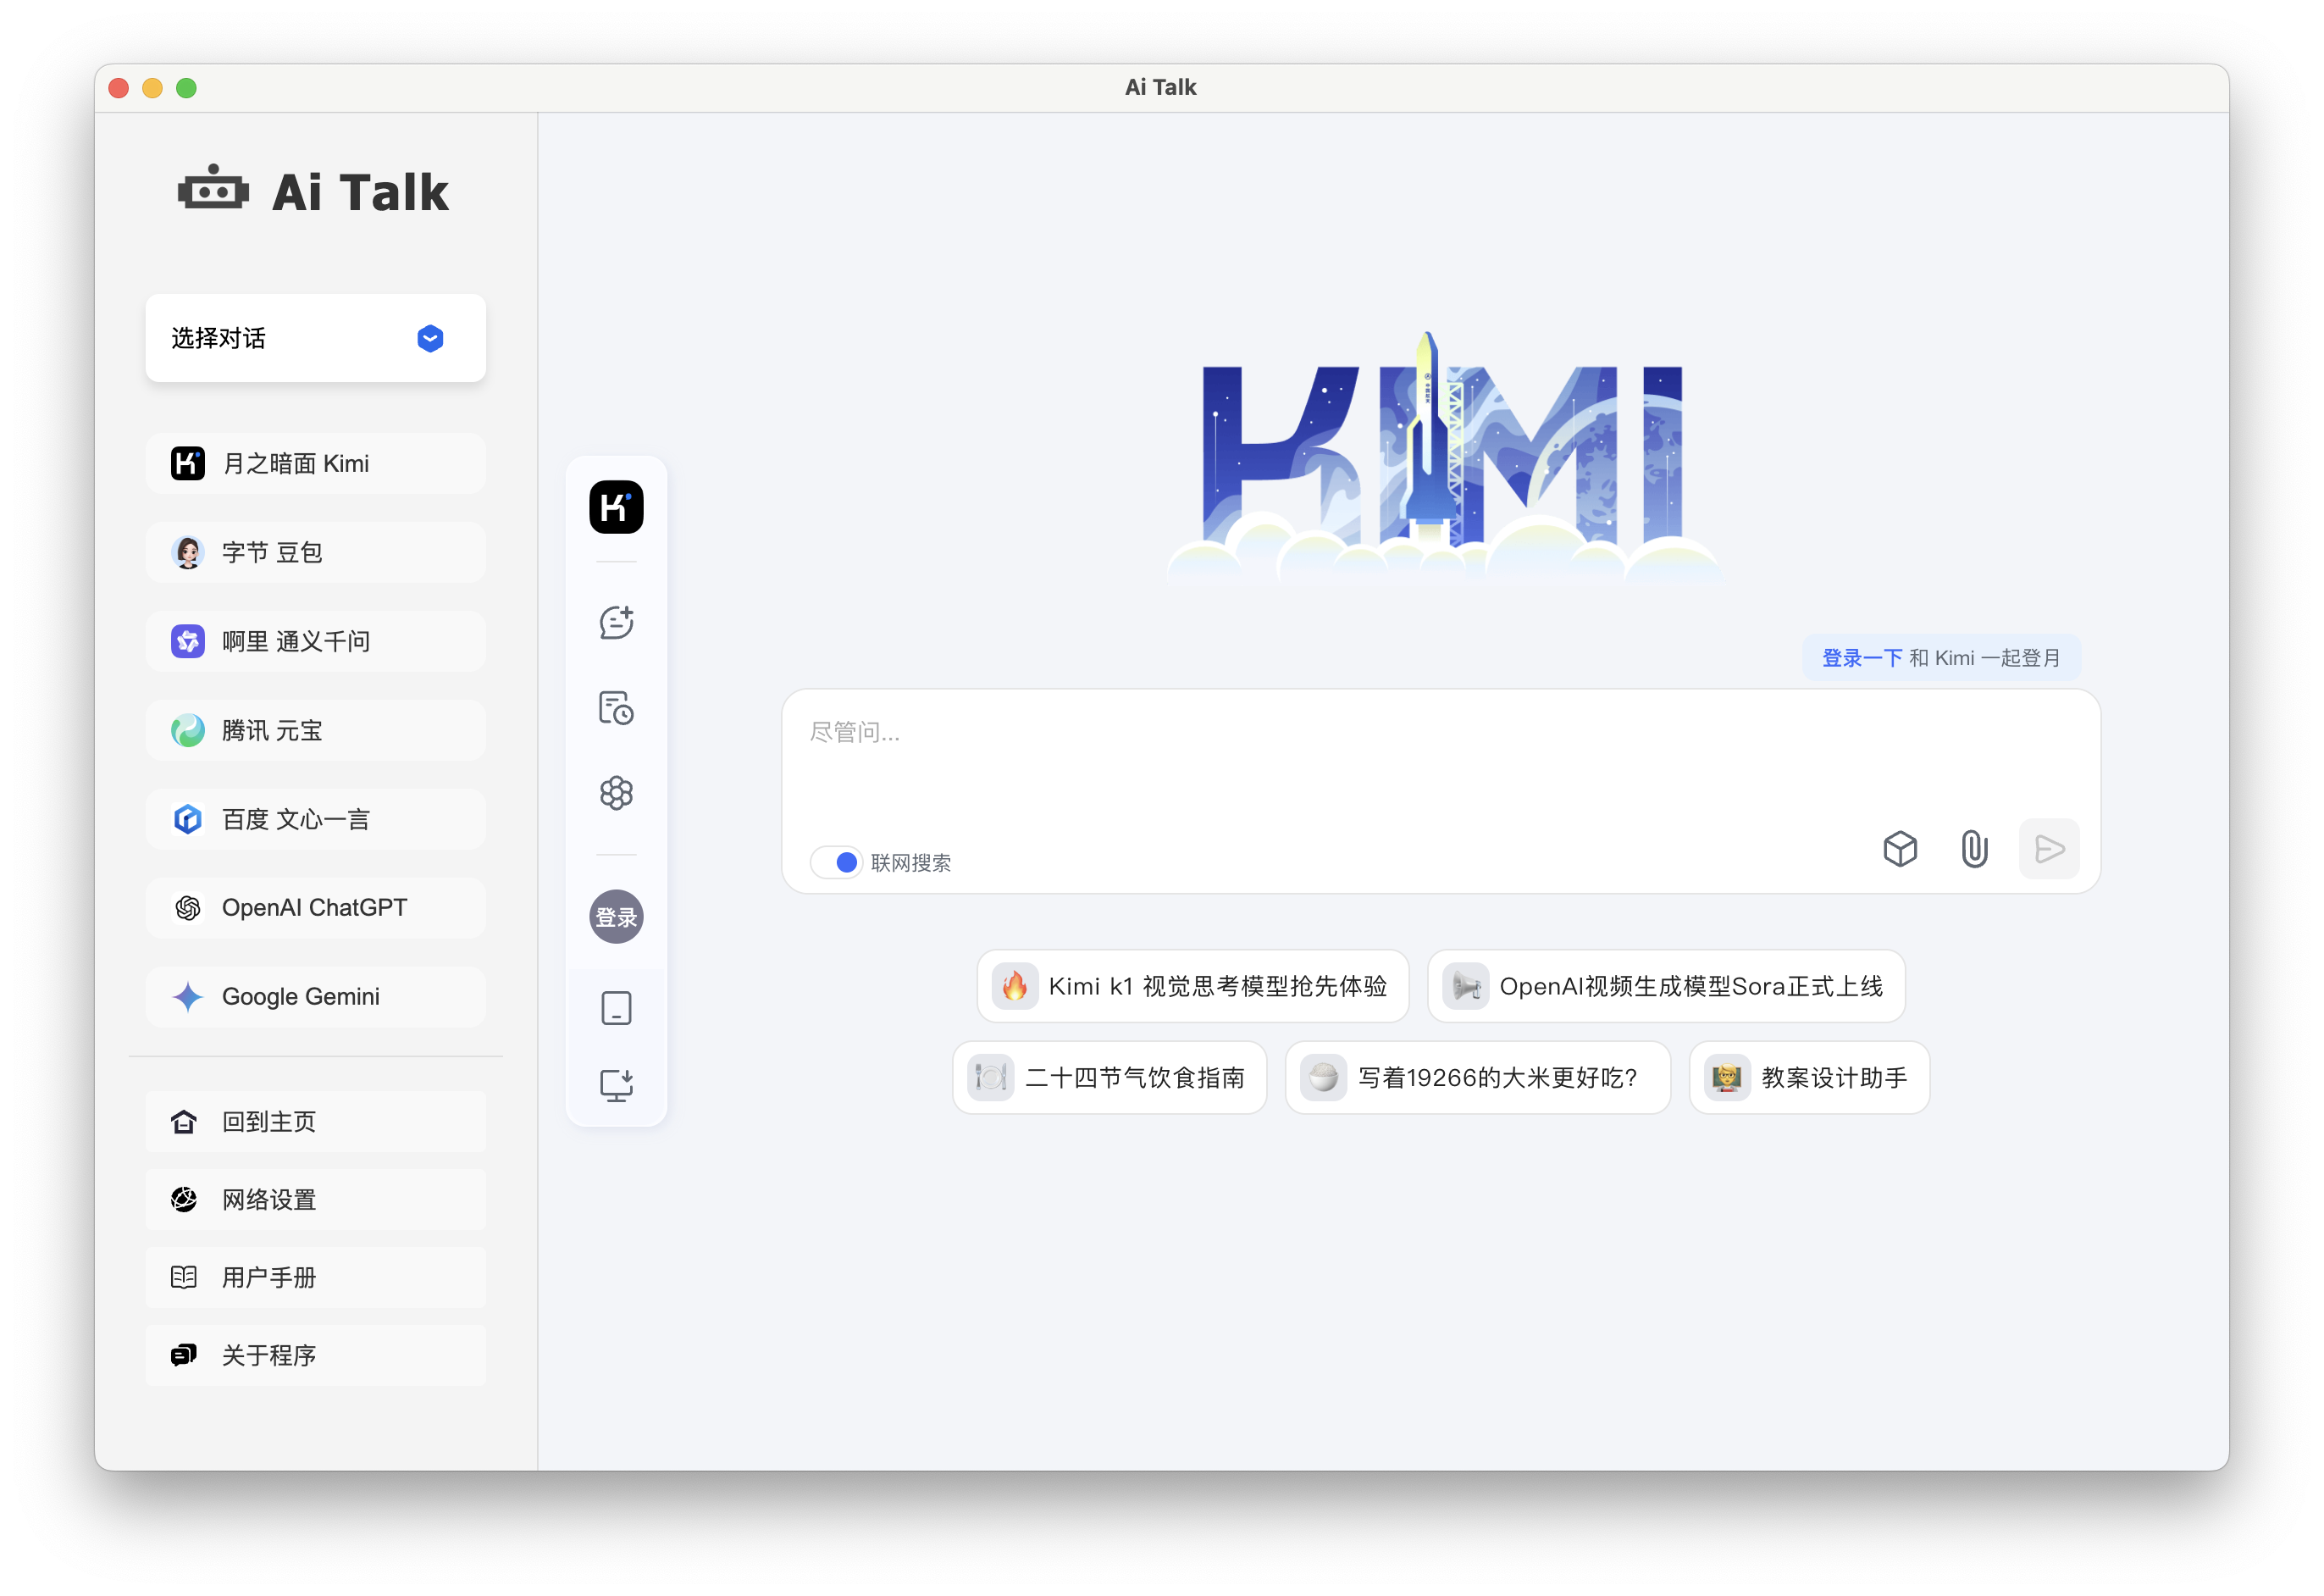 Ai Talk
Ai Talk
选择对话
月之暗面 Kimi
字节 豆包
啊里 通义千问
腾讯 元宝
百度 文心一言
OpenAI ChatGPT
Google Gemini
回到主页
网络设置
用户手册
关于程序
登录
KIMI
登录一下 和 Kimi 一起登月
尽管问...
联网搜索
Kimi k1 视觉思考模型抢先体验
OpenAI视频生成模型Sora正式上线
二十四节气饮食指南
写着19266的大米更好吃?
教案设计助手